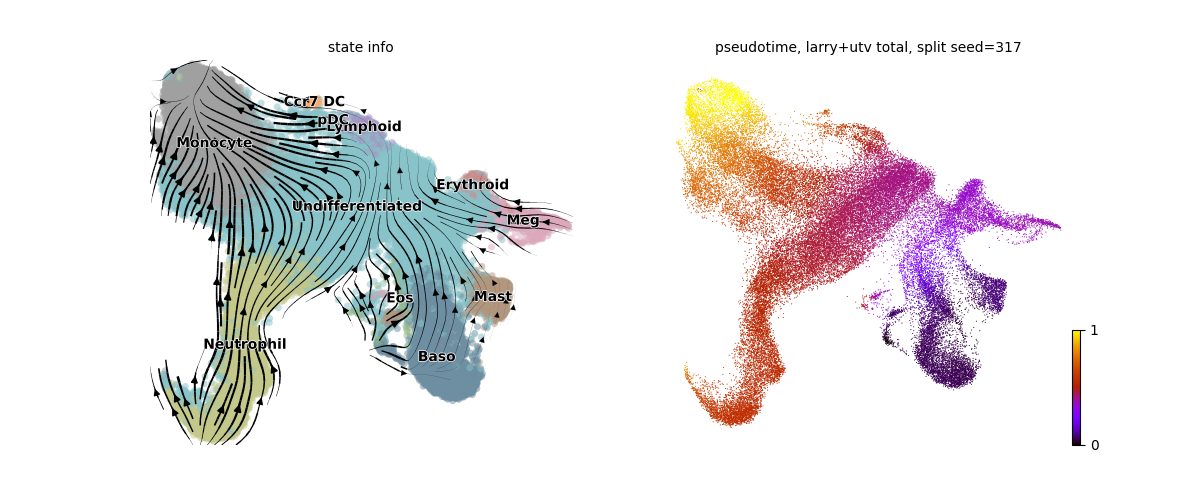 state info
Ccr7 DC
pDC
Lymphoid
Monocyte
Erythroid
Undifferentiated
Meg
Eos
Mast
Neutrophil
Baso
pseudotime, larry+utv total, split seed=317
1
0